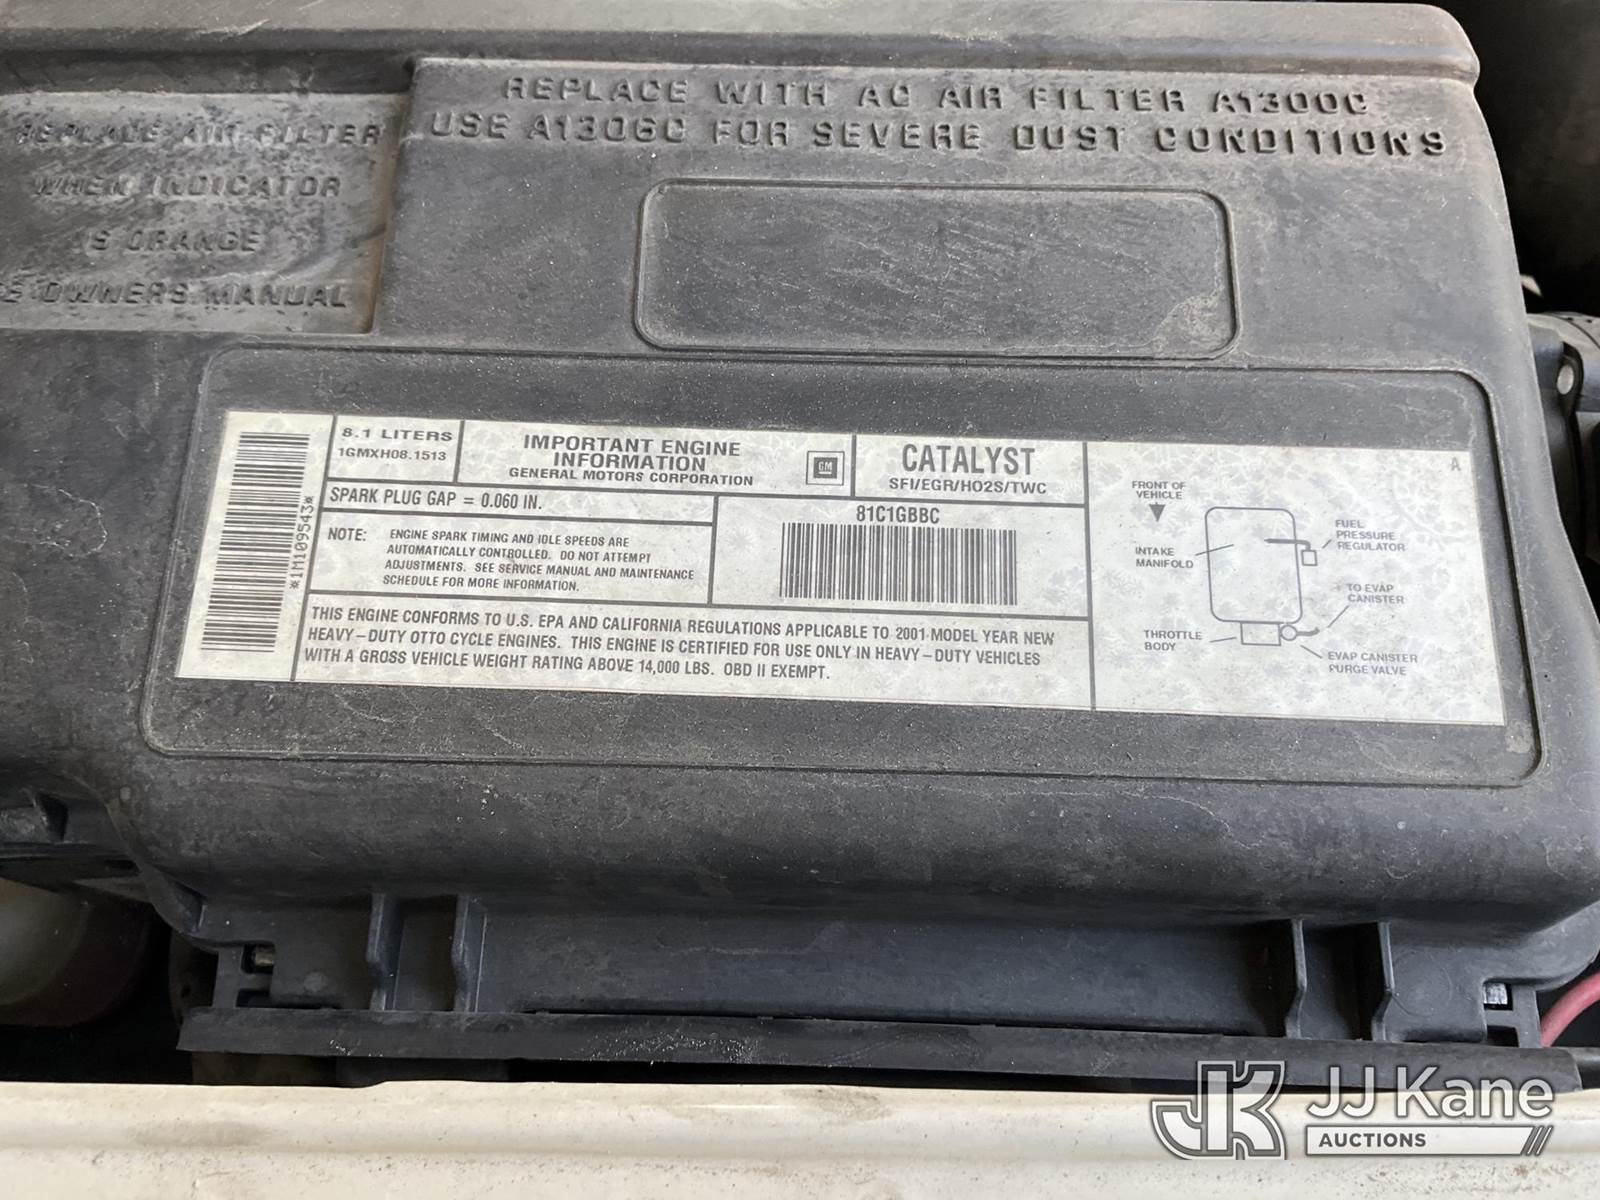 REPLACE WITH AC AIR FILTER A1300C
USE A1306C FOR SEVERE DUST CONDITIONS
REPLACE AIR FILTER
WHEN INDICATOR
IS ORANGE
OWNERS MANUAL
*1M109543*
8.1 LITERS
1GMXH08.1513
IMPORTANT ENGINE
INFORMATION
GENERAL MOTORS CORPORATION
GM
CATALYST
SFI/EGR/HO2S/TWC
SPARK PLUG GAP = 0.060 IN.
NOTE: ENGINE SPARK TIMING AND IDLE SPEEDS ARE
AUTOMATICALLY CONTROLLED. DO NOT ATTEMPT
ADJUSTMENTS. SEE SERVICE MANUAL AND MAINTENANCE
SCHEDULE FOR MORE INFORMATION.
81C1GBBC
THIS ENGINE CONFORMS TO U.S. EPA AND CALIFORNIA REGULATIONS APPLICABLE TO 2001 MODEL YEAR NEW
HEAVY-DUTY OTTO CYCLE ENGINES. THIS ENGINE IS CERTIFIED FOR USE ONLY IN HEAVY-DUTY VEHICLES
WITH A GROSS VEHICLE WEIGHT RATING ABOVE 14,000 LBS. OBD II EXEMPT.
A
FRONT OF
VEHICLE
FUEL
PRESSURE
REGULATOR
INTAKE
MANIFOLD
TO EVAP
CANISTER
THROTTLE
BODY
EVAP CANISTER
PURGE VALVE
JK JJ Kane
AUCTIONS